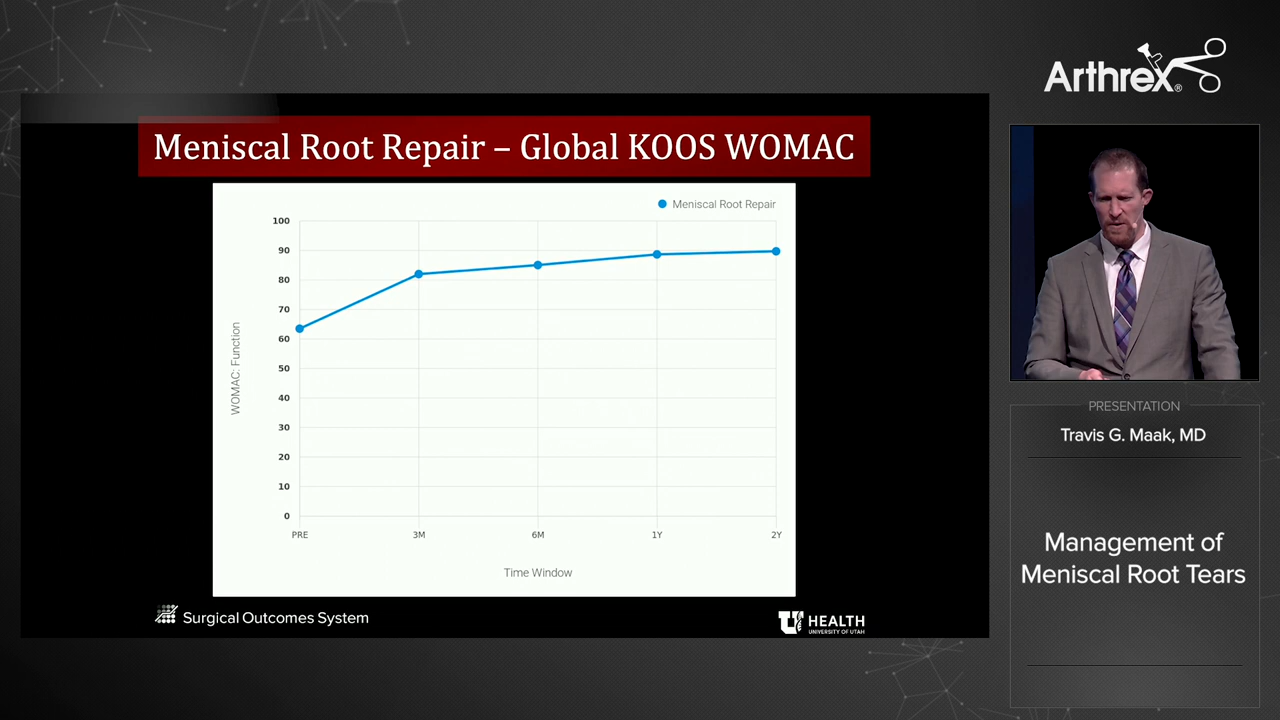 Arthrex®
Meniscal Root Repair – Global KOOS WOMAC
Meniscal Root Repair
100
90
80
70
60
50
40
30
20
10
0
WOMAC: Function
PRE 3M 6M 1Y 2Y
Time Window
Surgical Outcomes System
U HEALTH
UNIVERSITY OF UTAH
PRESENTATION
Travis G. Maak, MD
Management of
Meniscal Root Tears